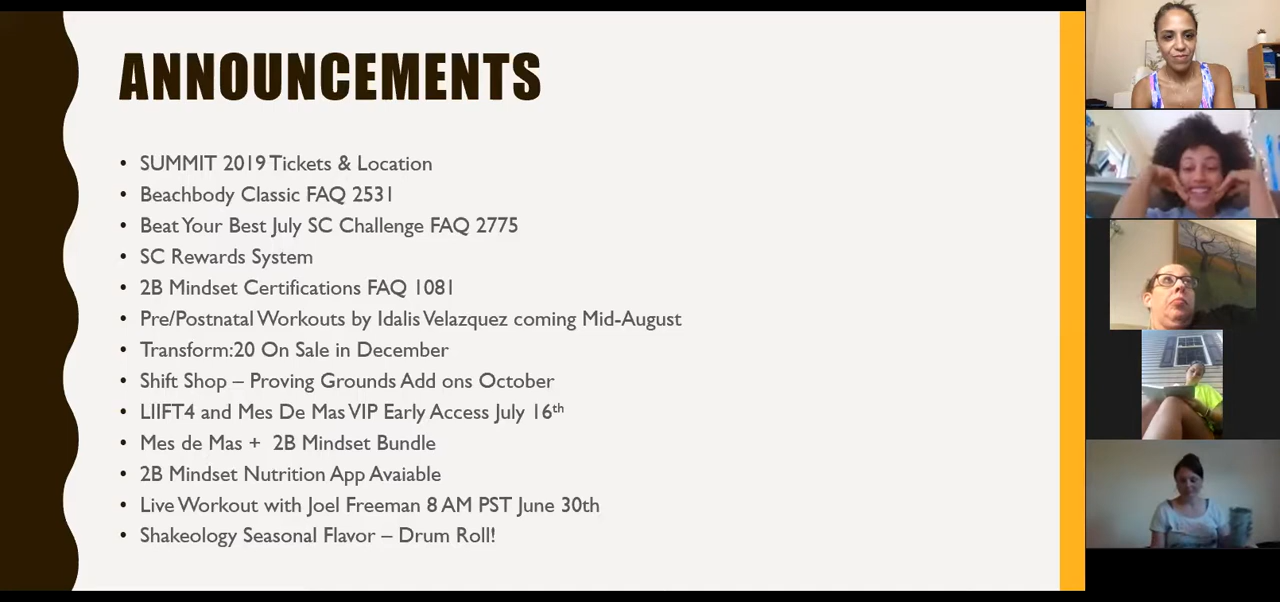 ANNOUNCEMENTS
• SUMMIT 2019 Tickets & Location
• Beachbody Classic FAQ 2531
• Beat Your Best July SC Challenge FAQ 2775
• SC Rewards System
• 2B Mindset Certifications FAQ 1081
• Pre/Postnatal Workouts by Idalis Velazquez coming Mid-August
• Transform:20 On Sale in December
• Shift Shop – Proving Grounds Add ons October
• LIIFT4 and Mes De Mas VIP Early Access July 16th
• Mes de Mas + 2B Mindset Bundle
• 2B Mindset Nutrition App Avaiable
• Live Workout with Joel Freeman 8 AM PST June 30th
• Shakeology Seasonal Flavor – Drum Roll!